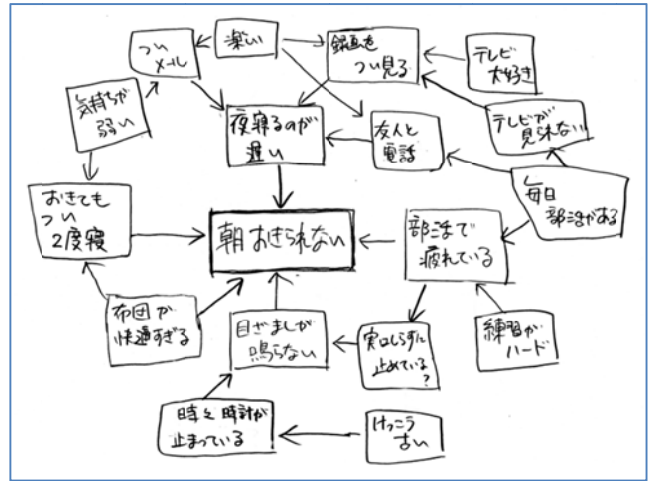 つい
メール
楽しい
録画を
つい見る
テレビ
大好き
気持ちが
弱い
夜寝るのが
遅い
友人と
電話
テレビが
見られない
毎日
部活がある
おきても
つい
2度寝
朝おきられない
部活で
疲れている
布団が
快適すぎる
目ざましが
鳴らない
実はしらずに
止めている
?
練習が
ハード
時々時計が
止まっている
けっこう
古い